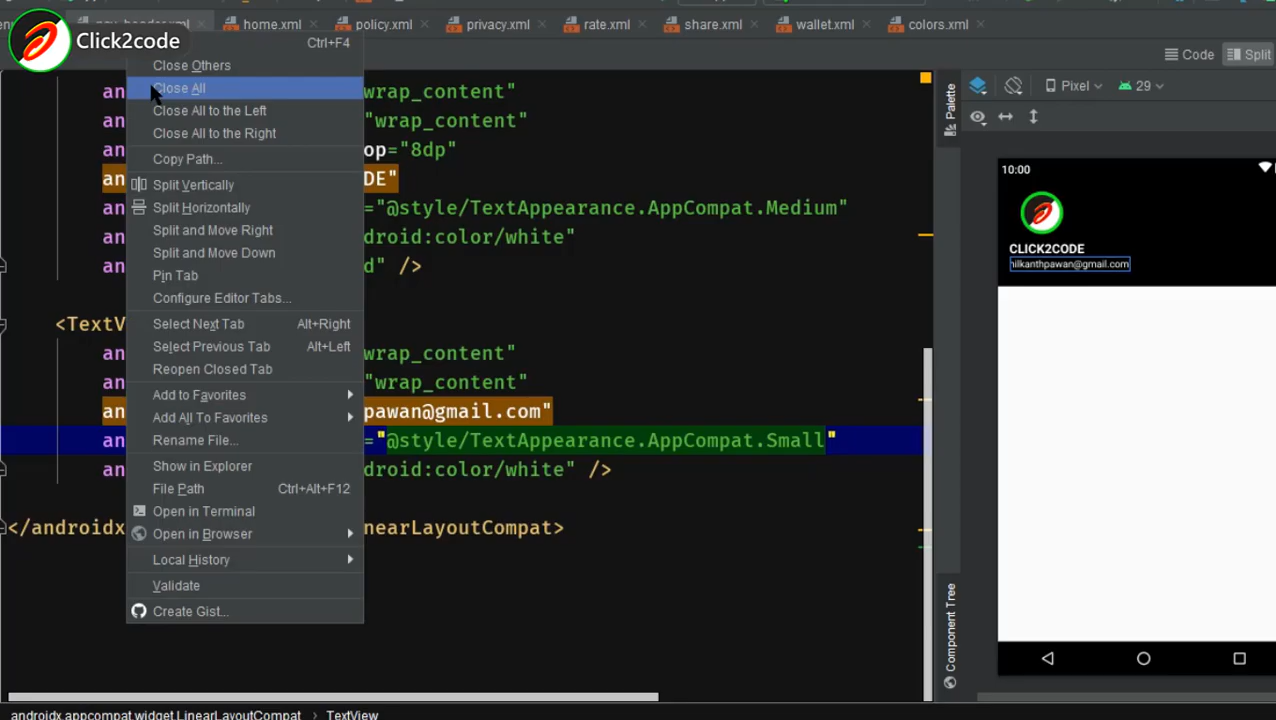 Click2code
home.xml
policy.xml
privacy.xml
rate.xml
share.xml
wallet.xml
colors.xml
Code
Split
Ctrl+F4
Close Others
Close All
Close All to the Left
Close All to the Right
Copy Path...
Split Vertically
Split Horizontally
Split and Move Right
Split and Move Down
Pin Tab
Configure Editor Tabs...
Select Next Tab Alt+Right
Select Previous Tab Alt+Left
Reopen Closed Tab
Add to Favorites
Add All To Favorites
Rename File...
Show in Explorer
File Path Ctrl+Alt+F12
Open in Terminal
Open in Browser
Local History
Validate
Create Gist...
an wrap_content"
an "wrap_content"
an op="8dp"
an DE"
an ="@style/TextAppearance.AppCompat.Medium"
an droid:color/white"
an d" />
<TextV
an wrap_content"
an "wrap_content"
an pawan@gmail.com"
an ="@style/TextAppearance.AppCompat.Small"
an droid:color/white" />
</androidx nearLayoutCompat>
androidx.appcompat.widget.LinearLayoutCompat › TextView
Palette
Component Tree
Pixel
29
10:00
CLICK2CODE
nilkanthpawan@gmail.com